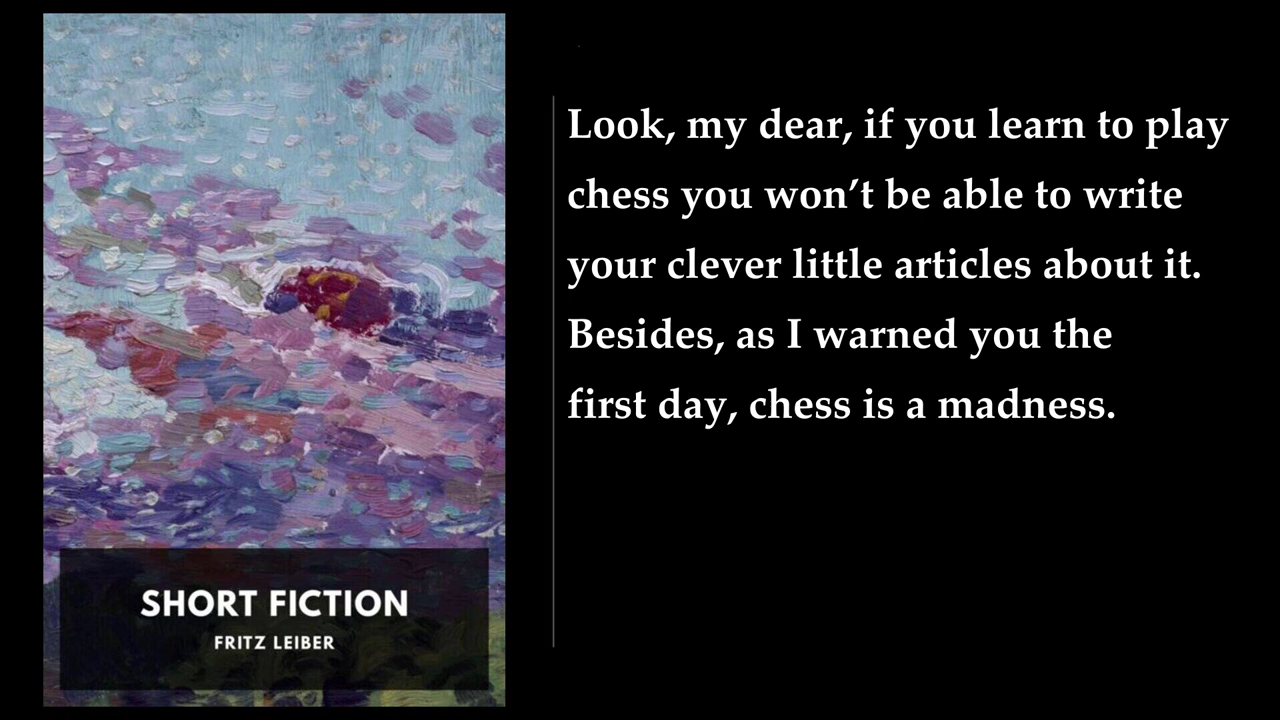 SHORT FICTION
FRITZ LEIBER
Look, my dear, if you learn to play
chess you won’t be able to write
your clever little articles about it.
Besides, as I warned you the
first day, chess is a madness.